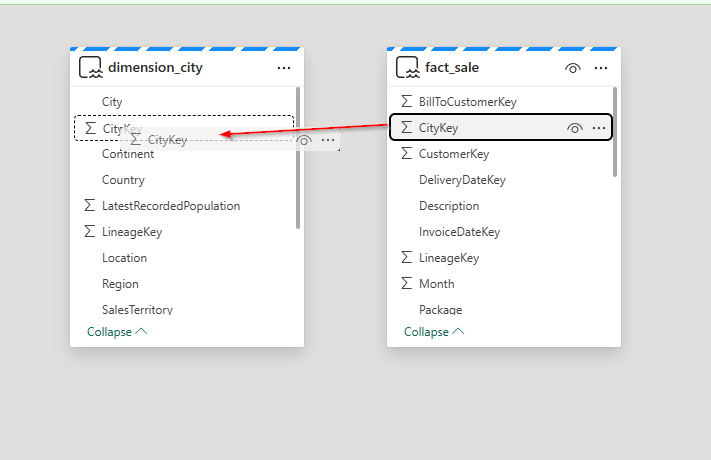 dimension_city
City
CityKey
CityKey
Continent
Country
LatestRecordedPopulation
LineageKey
Location
Region
SalesTerritory
Collapse
fact_sale
BillToCustomerKey
CityKey
CustomerKey
DeliveryDateKey
Description
InvoiceDateKey
LineageKey
Month
Package
Collapse